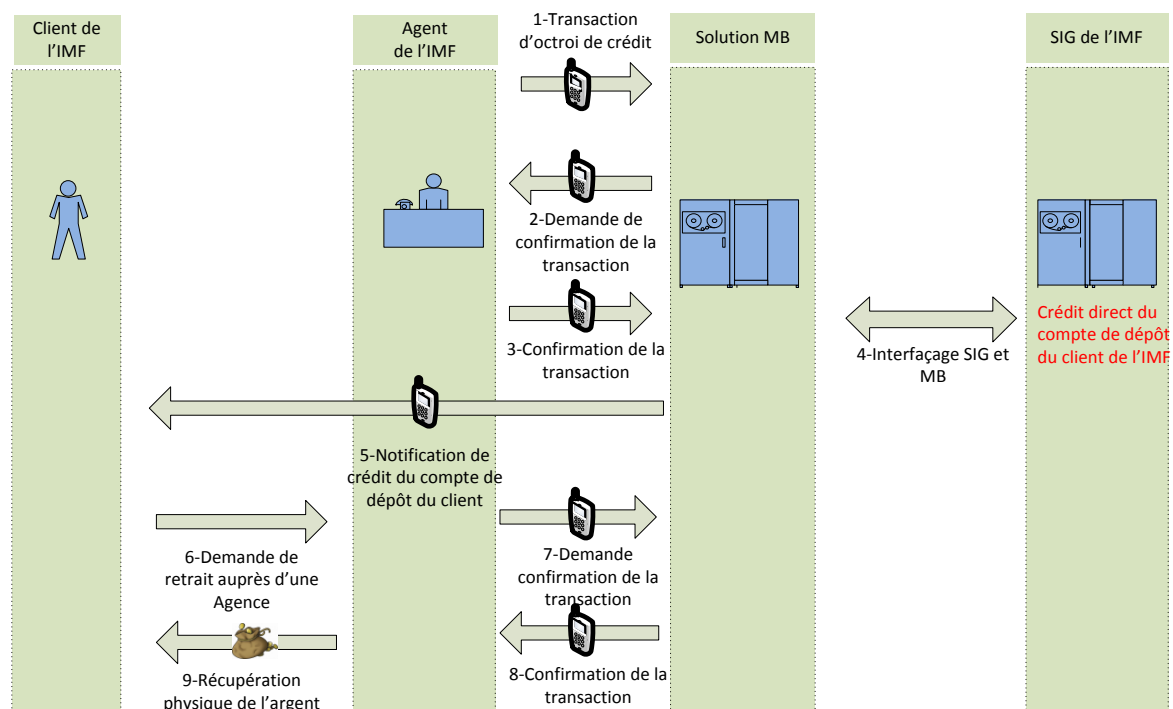 Client de
l’IMF
Agent
de l’IMF
1-Transaction
d’octroi de crédit
Solution MB
SIG de l’IMF
2-Demande de
confirmation de la
transaction
3-Confirmation de la
transaction
4-Interfaçage SIG et
MB
Crédit direct du
compte de dépôt
du client de l’IMF
5-Notification de
crédit du compte de
dépôt du client
6-Demande de
retrait auprès d’une
Agence
7-Demande
confirmation de la
transaction
8-Confirmation de la
transaction
9-Récupération
physique de l’argent